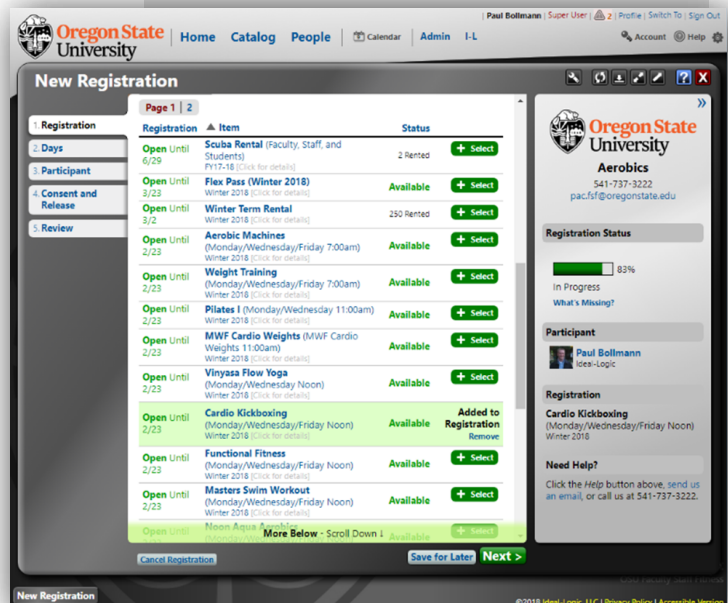 | Paul Bollmann | Super User | 2 | Profile | Switch To | Sign Out
Oregon State
University
Home Catalog People | Calendar | Admin I-L
Account Help
New Registration
1. Registration
2. Days
3. Participant
4. Consent and
Release
5. Review
Page 1 | 2
Registration ▲ Item Status
Open Until
6/29
Scuba Rental (Faculty, Staff, and
Students)
FY17-18 [Click for details]
2 Rented
+ Select
Open Until
3/23
Flex Pass (Winter 2018)
Winter 2018 [Click for details]
Available
+ Select
Open Until
3/2
Winter Term Rental
Winter 2018 [Click for details]
250 Rented
+ Select
Open Until
2/23
Aerobic Machines
(Monday/Wednesday/Friday 7:00am)
Winter 2018 [Click for details]
Available
+ Select
Open Until
2/23
Weight Training
(Monday/Wednesday/Friday 7:00am)
Winter 2018 [Click for details]
Available
+ Select
Open Until
2/23
Pilates I (Monday/Wednesday 11:00am)
Winter 2018 [Click for details]
Available
+ Select
Open Until
2/23
MWF Cardio Weights (MWF Cardio
Weights 11:00am)
Winter 2018 [Click for details]
Available
+ Select
Open Until
2/23
Vinyasa Flow Yoga
(Monday/Wednesday Noon)
Winter 2018 [Click for details]
Available
+ Select
Open Until
2/23
Cardio Kickboxing
(Monday/Wednesday/Friday Noon)
Winter 2018 [Click for details]
Available
Added to
Registration
Remove
Open Until
2/23
Functional Fitness
(Monday/Wednesday/Friday Noon)
Winter 2018 [Click for details]
Available
+ Select
Open Until
2/23
Masters Swim Workout
(Monday/Wednesday/Friday Noon)
Winter 2018 [Click for details]
Available
+ Select
Open Until
Noon Aqua Aerobics
Available
+ Select
More Below - Scroll Down ↓
Cancel Registration
Save for Later
Next >
»
Oregon State
University
Aerobics
541-737-3222
pac.fsf@oregonstate.edu
Registration Status
83%
In Progress
What's Missing?
Participant
Paul Bollmann
Ideal-Logic
Registration
Cardio Kickboxing
(Monday/Wednesday/Friday Noon)
Winter 2018
Need Help?
Click the Help button above, send us
an email, or call us at 541-737-3222.
New Registration
©2018 Ideal-Logic, LLC | Privacy Policy | Accessible Version